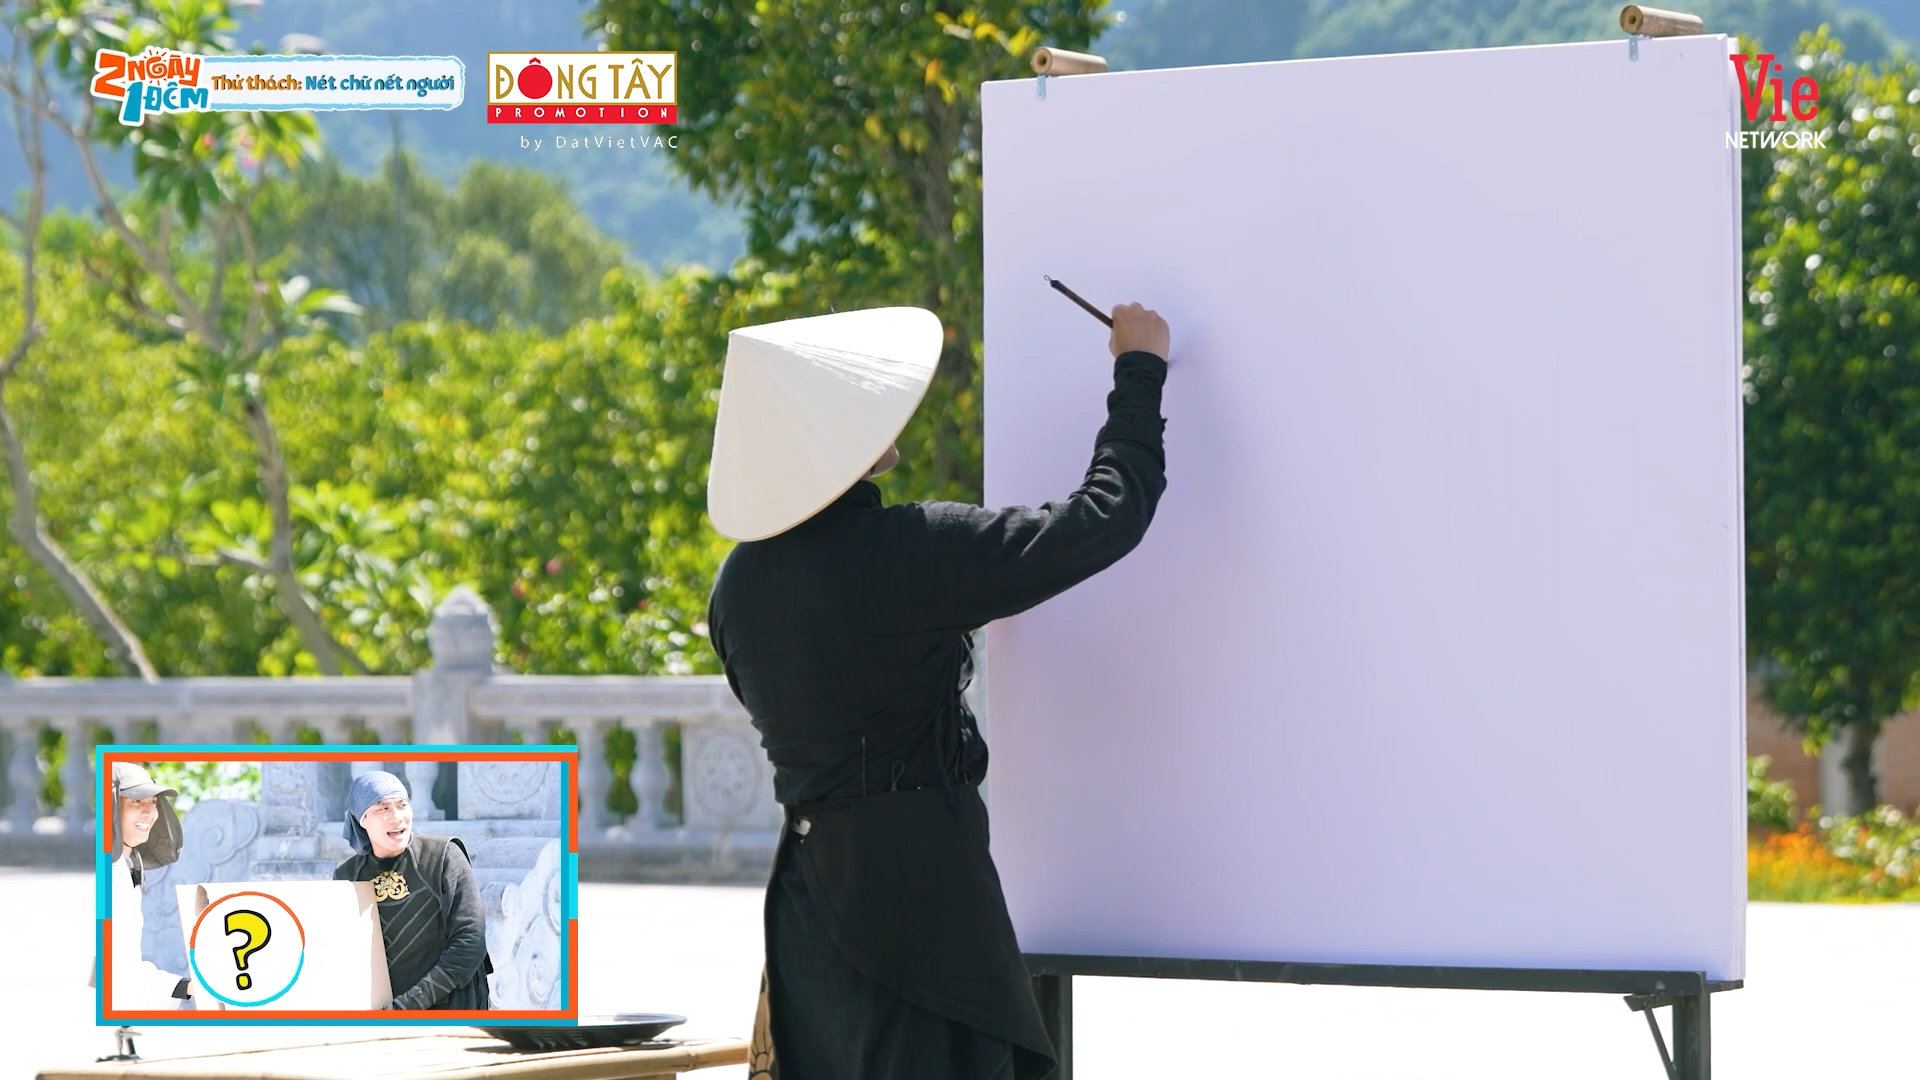 2 NGÀY
1 ĐÊM
Thử thách: Nét chữ nết người
ĐÔNG TÂY
PROMOTION
by DatVietVAC
Vie
NETWORK
?